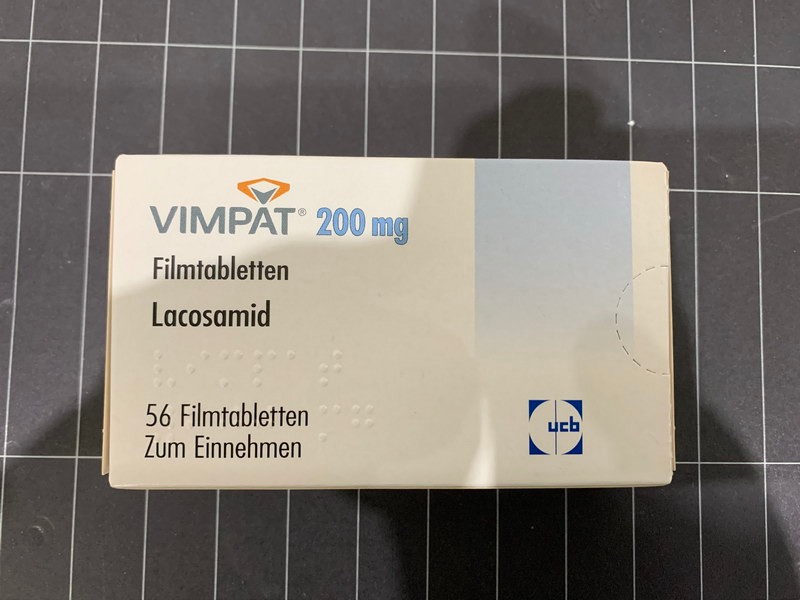 VIMPAT® 200 mg
Filmtabletten
Lacosamid
56 Filmtabletten
Zum Einnehmen
ucb